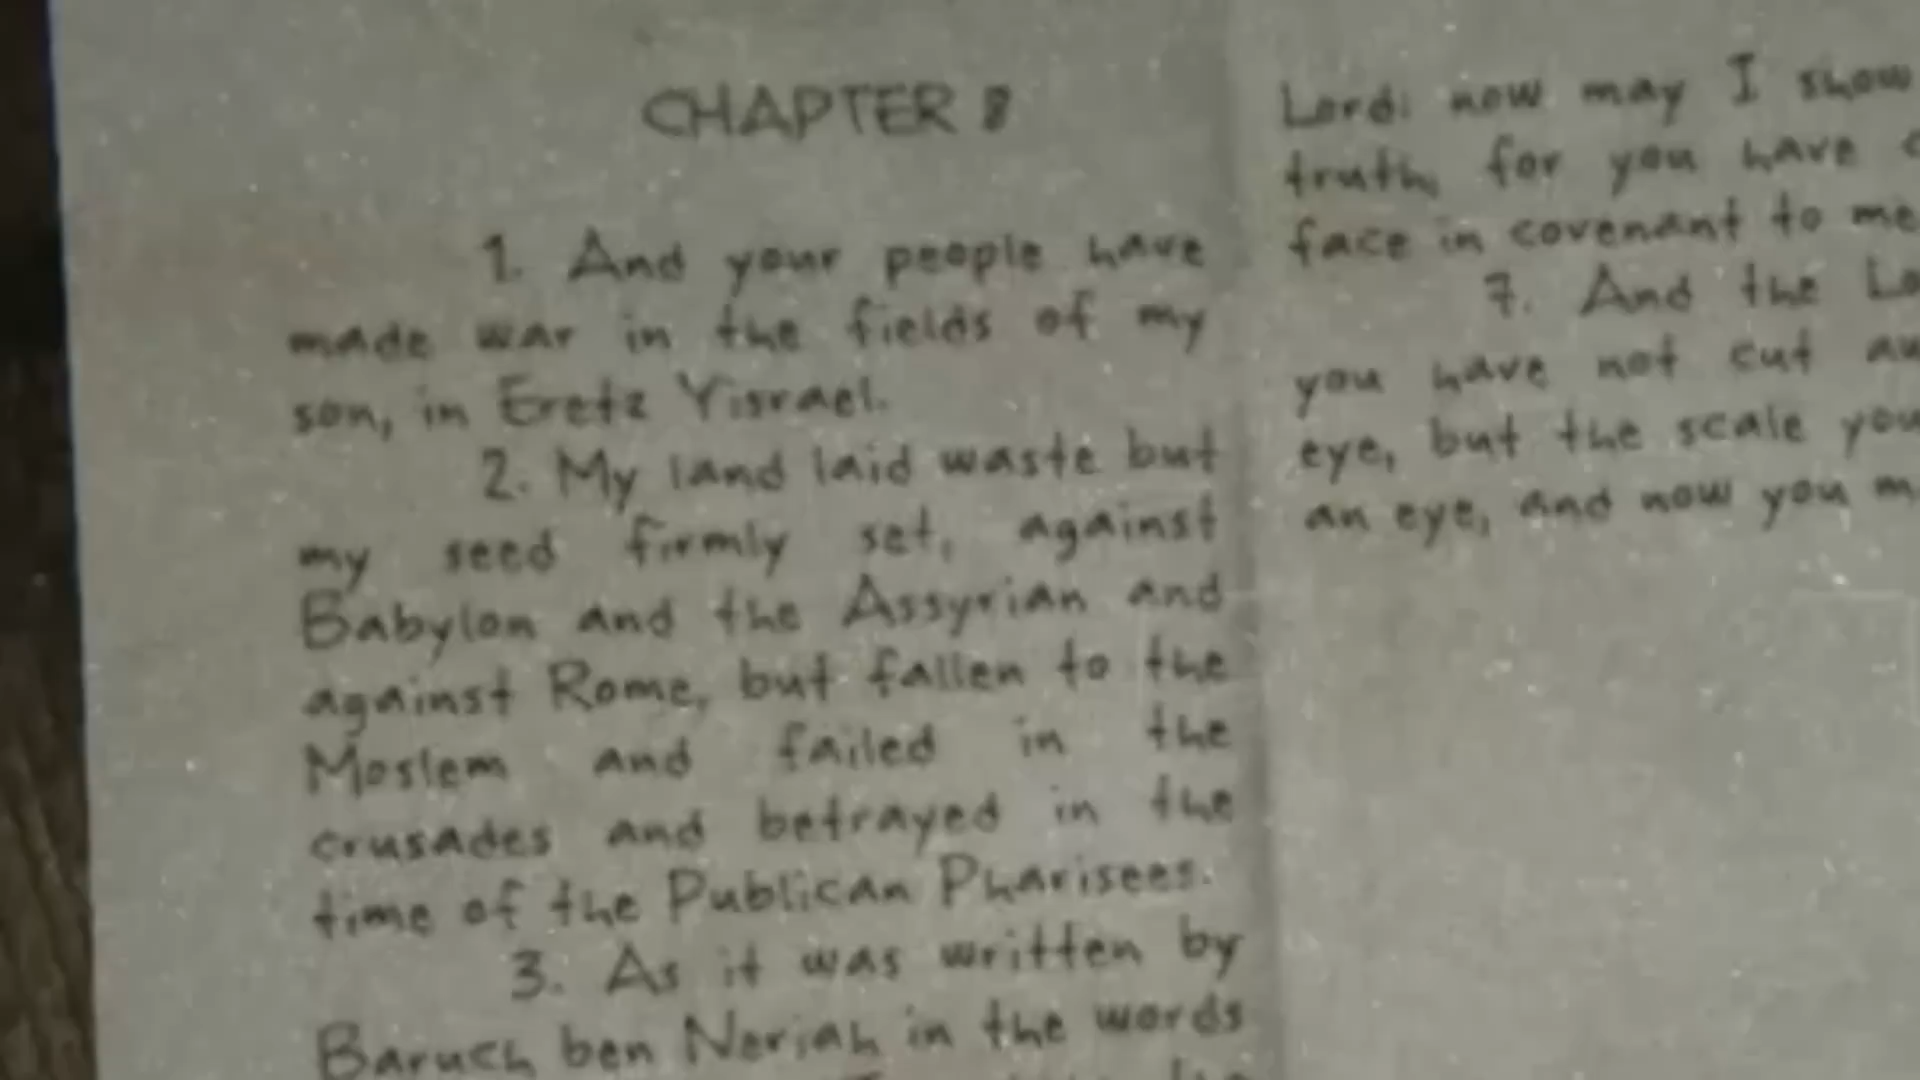 CHAPTER 8
1. And your people have
made war in the fields of my
son, in Eretz Yisrael.
2. My land laid waste but
my seed firmly set, against
Babylon and the Assyrian and
against Rome, but fallen to the
Moslem and failed in the
crusades and betrayed in the
time of the Publican Pharisees.
3. As it was written by
Baruch ben Neriah in the words
Lord: now may I show
truth, for you have
face in covenant to me
7. And the
you have not cut
eye, but the scale
an eye, and now you